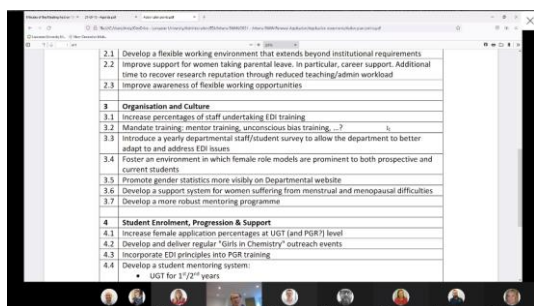 2.1 Develop a flexible working environment that extends beyond institutional requirements
2.2 Improve support for women taking parental leave. In particular, career support. Additional
time to recover research reputation through reduced teaching/admin workload
2.3 Improve awareness of flexible working opportunities
3 Organisation and Culture
3.1 Increase percentages of staff undertaking EDI training
3.2 Mandate training: mentor training, unconscious bias training, ...?
3.3 Introduce a yearly departmental staff/student survey to allow the department to better
adapt to and address EDI issues
3.4 Foster an environment in which female role models are prominent to both prospective and
current students
3.5 Promote gender statistics more visibly on Departmental website
3.6 Develop a support system for women suffering from menstrual and menopausal difficulties
3.7 Develop a more robust mentoring programme
4 Student Enrolment, Progression & Support
4.1 Increase female application percentages at UGT (and PGR?) level
4.2 Develop and deliver regular "Girls in Chemistry" outreach events
4.3 Incorporate EDI principles into PGR training
4.4 Develop a student mentoring system:
• UGT for 1st/2nd years